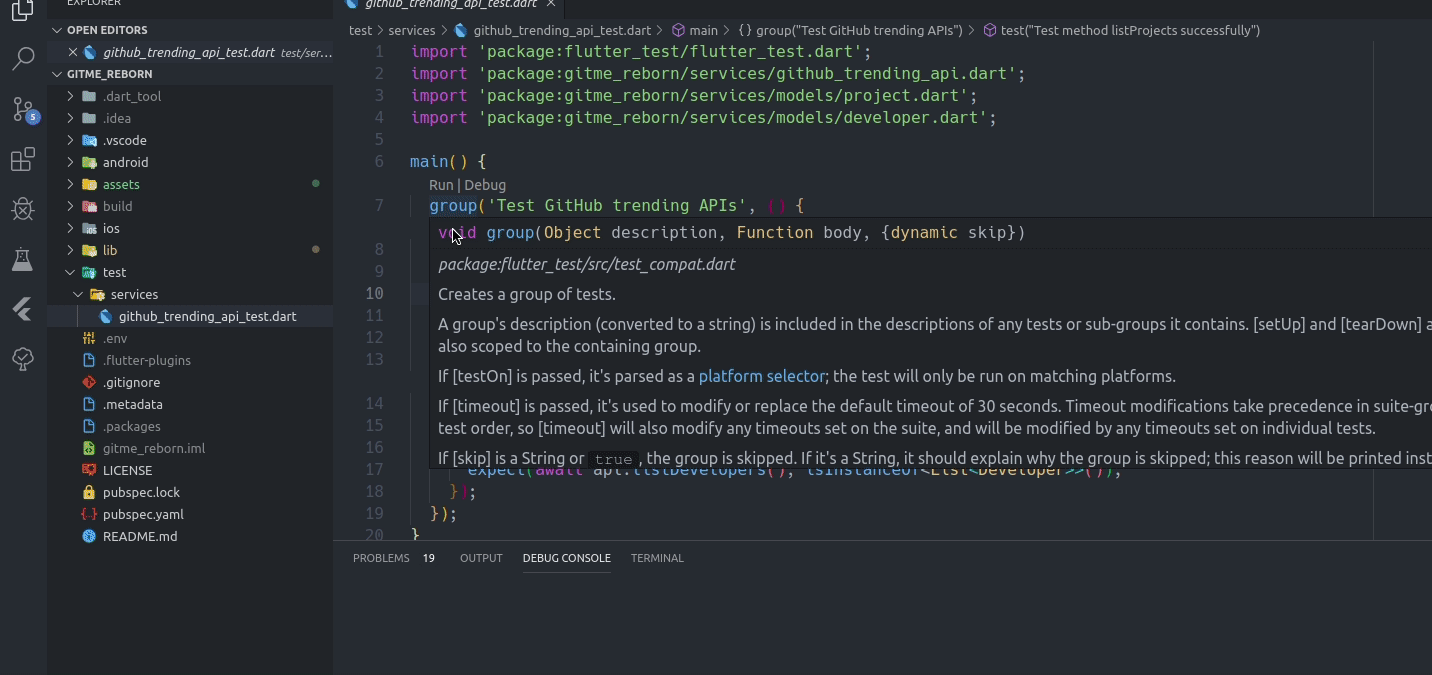 EXPLORER
OPEN EDITORS
github_trending_api_test.dart test/ser...
GITME_REBORN
.dart_tool
.idea
5
.vscode
android
assets
build
ios
lib
test
services
github_trending_api_test.dart
.env
.flutter-plugins
.gitignore
.metadata
.packages
gitme_reborn.iml
LICENSE
pubspec.lock
pubspec.yaml
README.md
github_trending_api_test.dart
test > services > github_trending_api_test.dart > main > {} group("Test GitHub trending APIs") > test("Test method listProjects successfully")
1 import 'package:flutter_test/flutter_test.dart';
2 import 'package:gitme_reborn/services/github_trending_api.dart';
3 import 'package:gitme_reborn/services/models/project.dart';
4 import 'package:gitme_reborn/services/models/developer.dart';
5
6 main() {
Run | Debug
7 group('Test GitHub trending APIs', () {
void group(Object description, Function body, {dynamic skip})
8
package:flutter_test/src/test_compat.dart
9
10 Creates a group of tests.
11 A group's description (converted to a string) is included in the descriptions of any tests or sub-groups it contains. [setUp] and [tearDown] a
12 also scoped to the containing group.
13
If [testOn] is passed, it's parsed as a platform selector; the test will only be run on matching platforms.
14 If [timeout] is passed, it's used to modify or replace the default timeout of 30 seconds. Timeout modifications take precedence in suite-gro
15 test order, so [timeout] will also modify any timeouts set on the suite, and will be modified by any timeouts set on individual tests.
16 If [skip] is a String or true, the group is skipped. If it's a String, it should explain why the group is skipped; this reason will be printed inst
17 expect(await api.listDevelopers(), isInstanceOf<List<Developer>>());
18 });
19 });
20 }
PROBLEMS 19 OUTPUT DEBUG CONSOLE TERMINAL